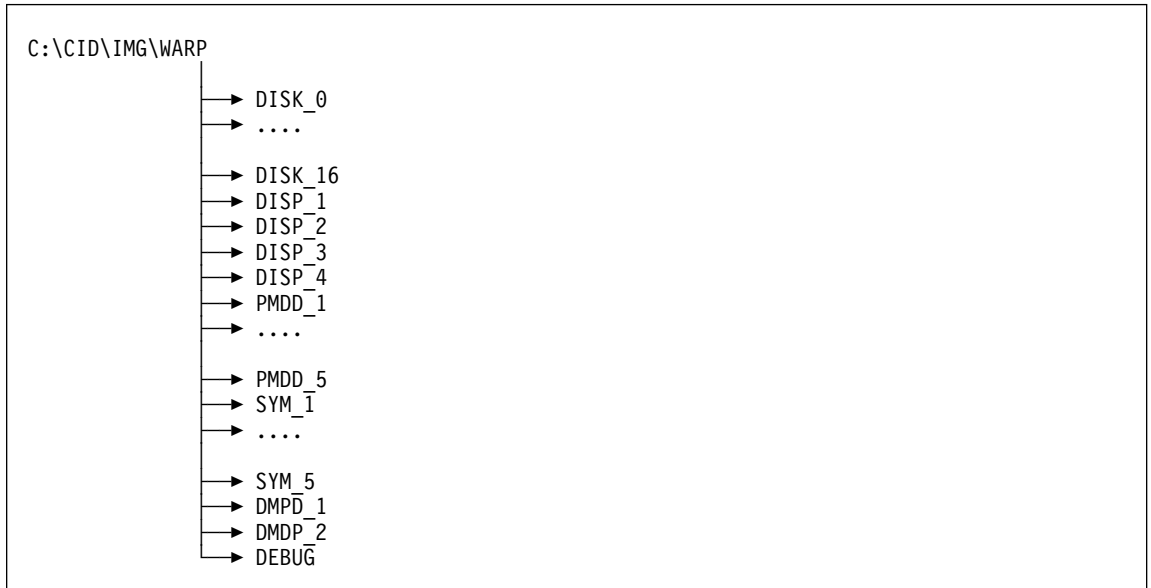 C:\CID\IMG\WARP
DISK_0
....
DISK_16
DISP_1
DISP_2
DISP_3
DISP_4
PMDD_1
....
PMDD_5
SYM_1
....
SYM_5
DMPD_1
DMDP_2
DEBUG